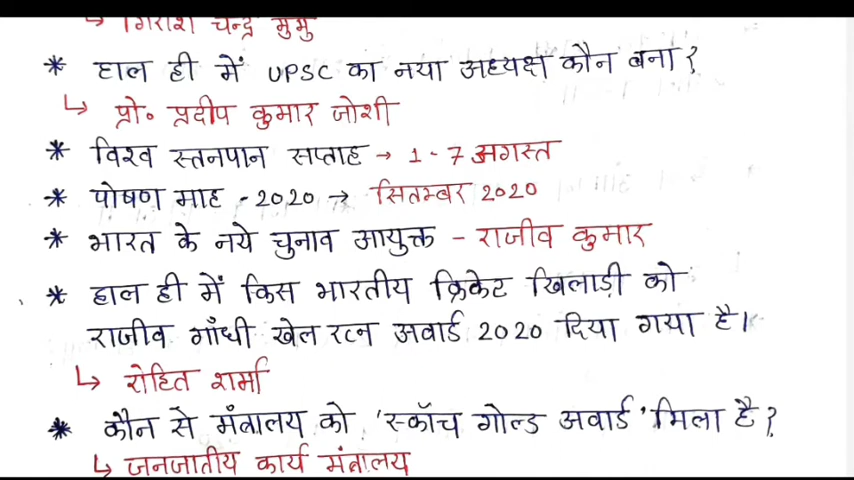 ↳ गिरीश चन्द्र मुर्मु
* हाल ही में UPSC का नया अध्यक्ष कौन बना?
↳ प्रो॰ प्रदीप कुमार जोशी
* विश्व स्तनपान सप्ताह → 1-7 अगस्त
* पोषण माह -2020 → सितम्बर 2020
* भारत के नये चुनाव आयुक्त - राजीव कुमार
* हाल ही में किस भारतीय क्रिकेट खिलाड़ी को
राजीव गाँधी खेल रत्न अवार्ड 2020 दिया गया है।
↳ रोहित शर्मा
* कौन से मंत्रालय को 'स्कॉच गोल्ड अवार्ड' मिला है?
↳ जनजातीय कार्य मंत्रालय